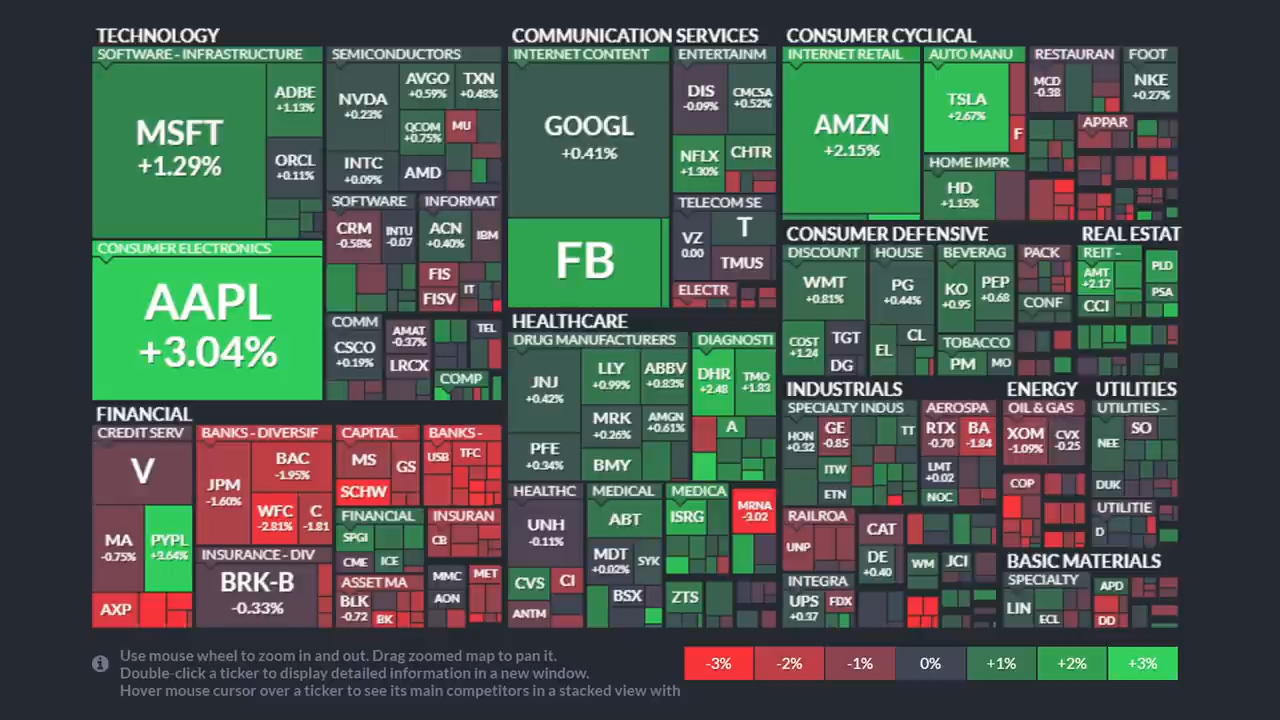 TECHNOLOGY
SOFTWARE - INFRASTRUCTURE
MSFT
+1.29%
ADBE
+1.13%
ORCL
+0.11%
SEMICONDUCTORS
NVDA
+0.23%
AVGO
+0.59%
TXN
+0.48%
QCOM
+0.75%
MU
INTC
+0.09%
AMD
CONSUMER ELECTRONICS
AAPL
+3.04%
SOFTWARE
CRM
-0.58%
INTU
-0.07
INFORMAT
ACN
+0.40%
IBM
FIS
FISV
IT
COMM
CSCO
+0.19%
AMAT
-0.37%
LRCX
TEL
COMP
COMMUNICATION SERVICES
INTERNET CONTENT
GOOGL
+0.41%
FB
ENTERTAINM
DIS
-0.09%
CMCSA
+0.52%
NFLX
+1.30%
CHTR
TELECOM SE
VZ
0.00
T
TMUS
ELECTR
CONSUMER CYCLICAL
INTERNET RETAIL
AMZN
+2.15%
AUTO MANU
TSLA
+2.67%
F
HOME IMPR
HD
+1.15%
RESTAURAN
MCD
-0.38
FOOT
NKE
+0.27%
APPAR
CONSUMER DEFENSIVE
DISCOUNT
WMT
+0.81%
COST
+1.24
TGT
DG
HOUSE
PG
+0.44%
EL
CL
BEVERAG
KO
+0.95
PEP
+0.68
TOBACCO
PM
MO
PACK
CONF
REAL ESTAT
REIT -
AMT
+2.17
CCI
PLD
PSA
HEALTHCARE
DRUG MANUFACTURERS
JNJ
+0.42%
LLY
+0.99%
ABBV
+0.83%
MRK
+0.26%
AMGN
+0.61%
PFE
+0.34%
BMY
DIAGNOSTI
DHR
+2.48
TMO
+1.83
A
HEALTHC
UNH
-0.11%
CVS
CI
ANTM
MEDICAL
ABT
MDT
+0.02%
SYK
BSX
MEDICA
ISRG
MRNA
-3.02
ZTS
FINANCIAL
CREDIT SERV
V
MA
-0.75%
PYPL
+3.64%
AXP
BANKS - DIVERSIF
JPM
-1.60%
BAC
-1.95%
WFC
-2.81%
C
-1.81
INSURANCE - DIV
BRK-B
-0.33%
CAPITAL
MS
GS
SCHW
FINANCIAL
SPGI
CME
ICE
ASSET MA
BLK
-0.72
BK
BANKS -
USB
TFC
INSURAN
CB
MMC
MET
AON
INDUSTRIALS
SPECIALTY INDUS
HON
+0.32
GE
-0.85
TT
ITW
ETN
AEROSPA
RTX
-0.70
BA
-1.84
LMT
+0.02
NOC
RAILROA
UNP
CAT
DE
+0.40
WM
JCI
INTEGRA
UPS
+0.37
FDX
ENERGY
OIL & GAS
XOM
-1.09%
CVX
-0.25
COP
UTILITIES
UTILITIES -
NEE
SO
DUK
UTILITIE
D
BASIC MATERIALS
SPECIALTY
LIN
ECL
APD
DD
Use mouse wheel to zoom in and out. Drag zoomed map to pan it.
Double-click a ticker to display detailed information in a new window.
Hover mouse cursor over a ticker to see its main competitors in a stacked view with
-3%
-2%
-1%
0%
+1%
+2%
+3%